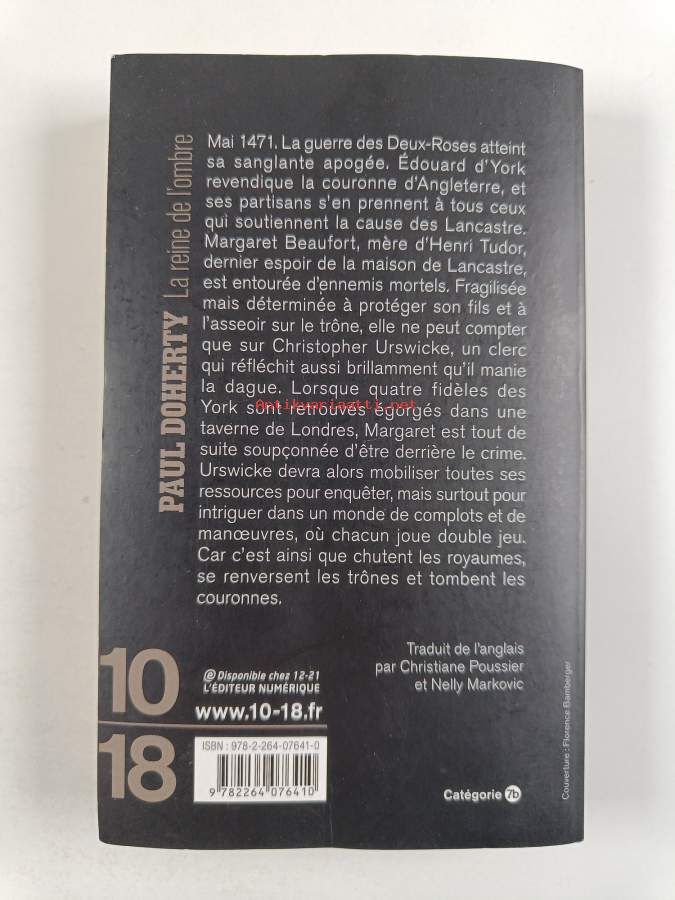 PAUL DOHERTY La reine de l'ombre
Mai 1471. La guerre des Deux-Roses atteint
sa sanglante apogée. Édouard d'York
revendique la couronne d'Angleterre, et
ses partisans s'en prennent à tous ceux
qui soutiennent la cause des Lancastre.
Margaret Beaufort, mère d'Henri Tudor,
dernier espoir de la maison de Lancastre,
est entourée d'ennemis mortels. Fragilisée
mais déterminée à protéger son fils et à
l'asseoir sur le trône, elle ne peut compter
que sur Christopher Urswicke, un clerc
qui réfléchit aussi brillamment qu'il manie
la dague. Lorsque quatre fidèles des
York sont retrouvés égorgés dans une
taverne de Londres, Margaret est tout de
suite soupçonnée d'être derrière le crime.
Urswicke devra alors mobiliser toutes ses
ressources pour enquêter, mais surtout pour
intriguer dans un monde de complots et de
manœuvres, où chacun joue double jeu.
Car c'est ainsi que chutent les royaumes,
se renversent les trônes et tombent les
couronnes.
Antikvariaztti.net
Traduit de l'anglais
par Christiane Poussier
et Nelly Markovic
10
18
@ Disponible chez 12-21
L'ÉDITEUR NUMÉRIQUE
www.10-18.fr
ISBN : 978-2-264-07641-0
9 782264 076410
Catégorie 7b
Couverture : Florence Bamberger